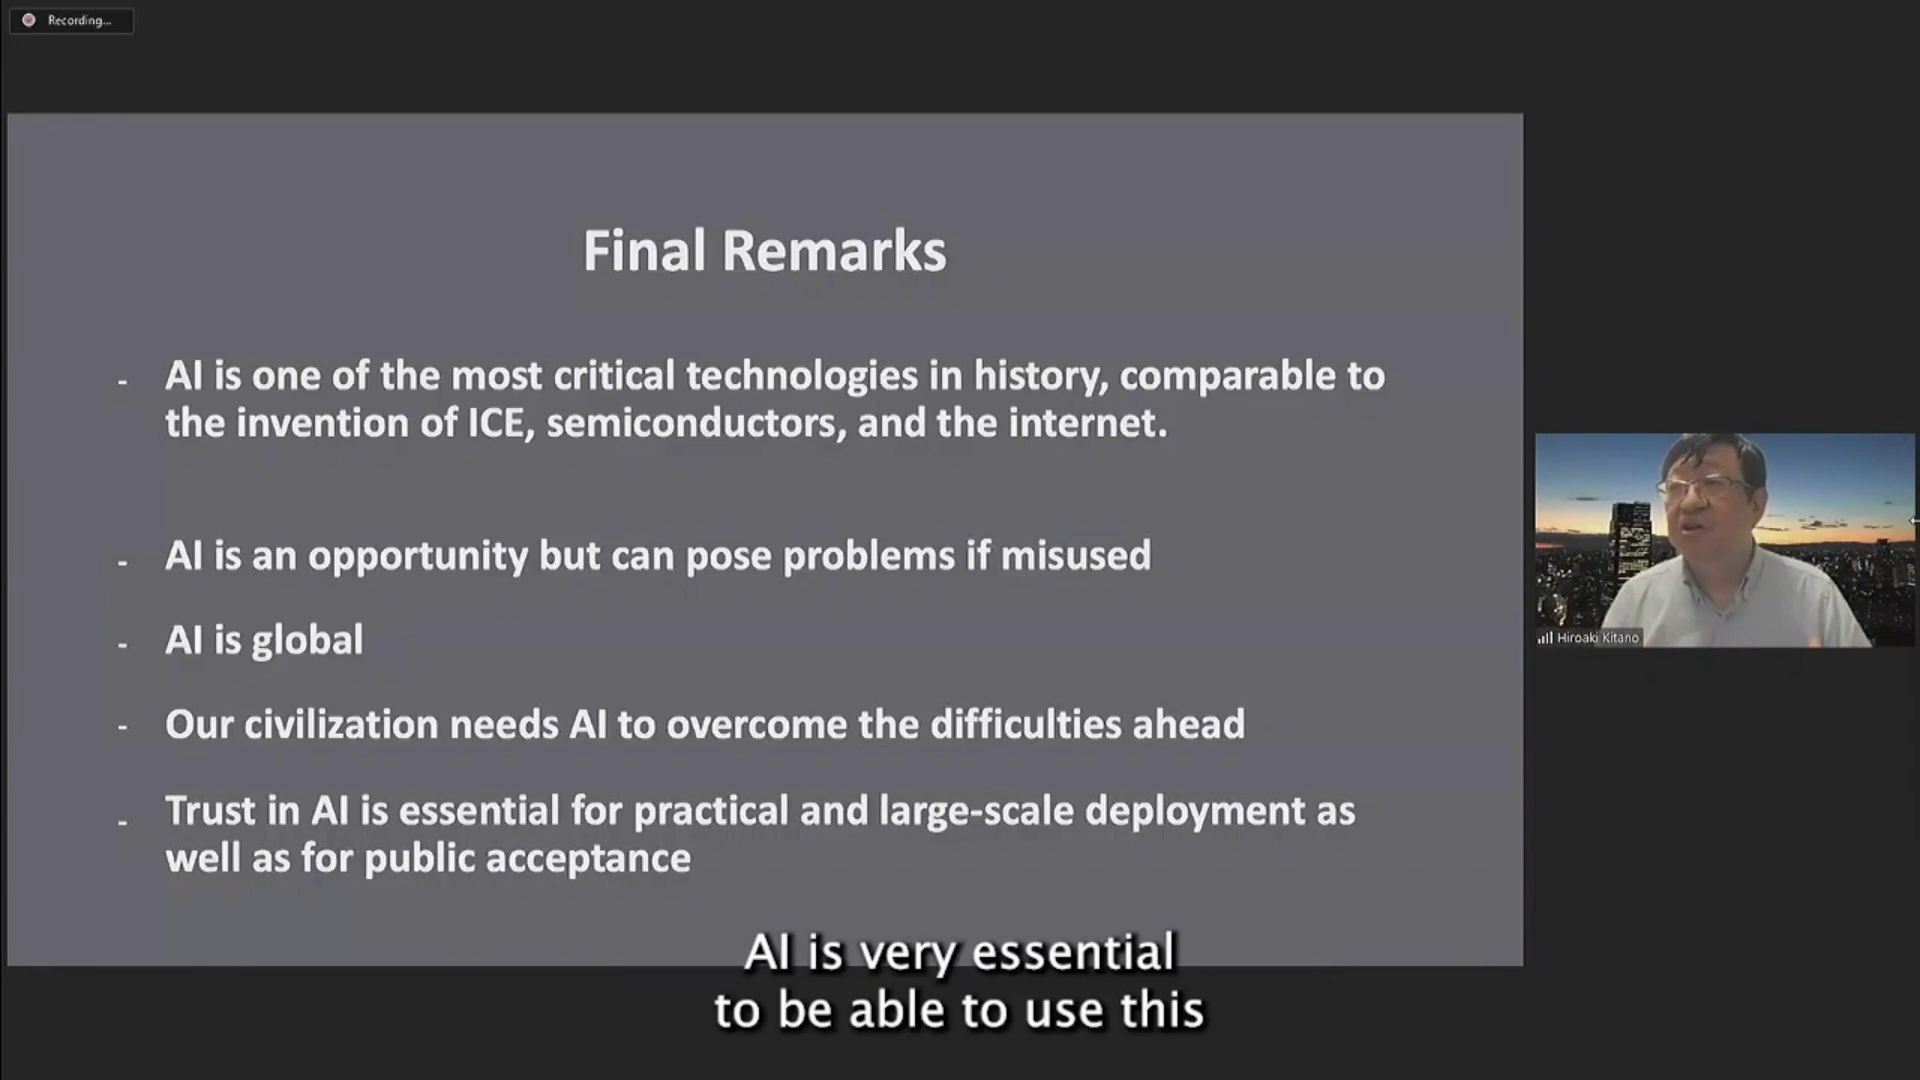 Recording...
Final Remarks
- AI is one of the most critical technologies in history, comparable to
the invention of ICE, semiconductors, and the internet.
- AI is an opportunity but can pose problems if misused
- AI is global
- Our civilization needs AI to overcome the difficulties ahead
- Trust in AI is essential for practical and large-scale deployment as
well as for public acceptance
Hiroaki Kitano
AI is very essential
to be able to use this